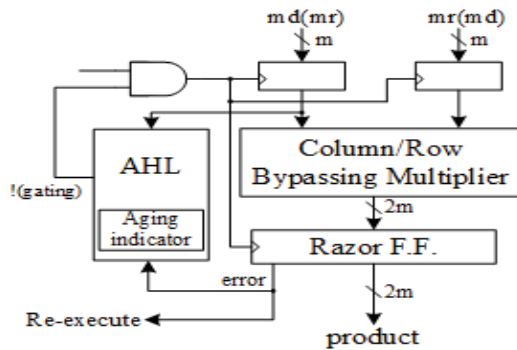 md(mr)
mr(md)
m
m
AHL
Column/Row
Bypassing Multiplier
!(gating)
Aging
indicator
2m
Razor F.F.
error
2m
Re-execute
product